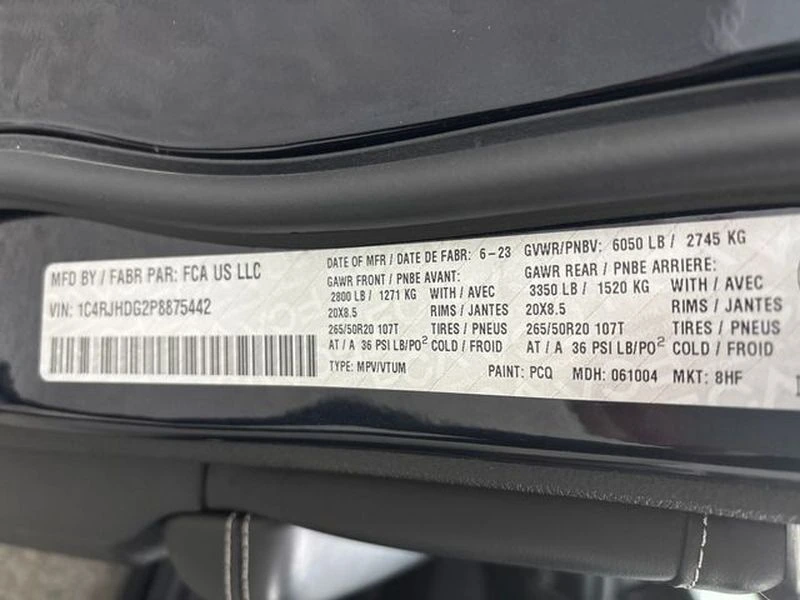 MFD BY / FABR PAR: FCA US LLC
VIN: 1C4RJHDG2P8875442
DATE OF MFR / DATE DE FABR: 6-23
GVWR/PNBV: 6050 LB / 2745 KG
GAWR FRONT / PNBE AVANT:
2800 LB / 1271 KG WITH / AVEC
20X8.5 RIMS / JANTES
265/50R20 107T TIRES / PNEUS
AT / A 36 PSI LB/PO² COLD / FROID
GAWR REAR / PNBE ARRIERE:
3350 LB / 1520 KG WITH / AVEC
20X8.5 RIMS / JANTES
265/50R20 107T TIRES / PNEUS
AT / A 36 PSI LB/PO² COLD / FROID
TYPE: MPV/VTUM PAINT: PCQ MDH: 061004 MKT: 8HF